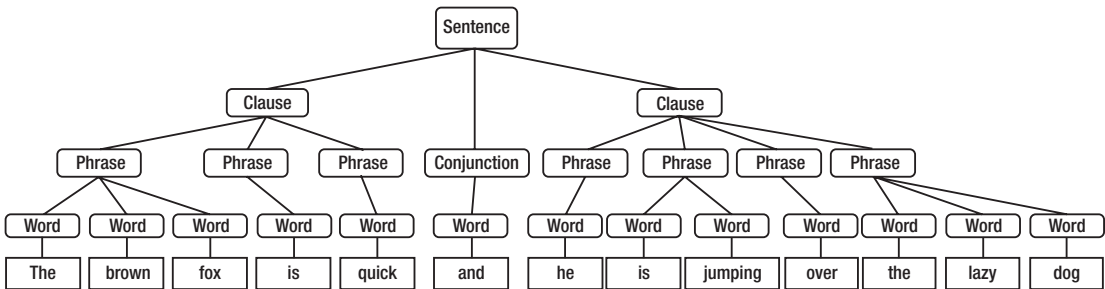 Sentence
Clause Clause
Phrase Phrase Phrase Conjunction Phrase Phrase Phrase Phrase
Word Word Word Word Word Word Word Word Word Word Word Word Word
The brown fox is quick and he is jumping over the lazy dog